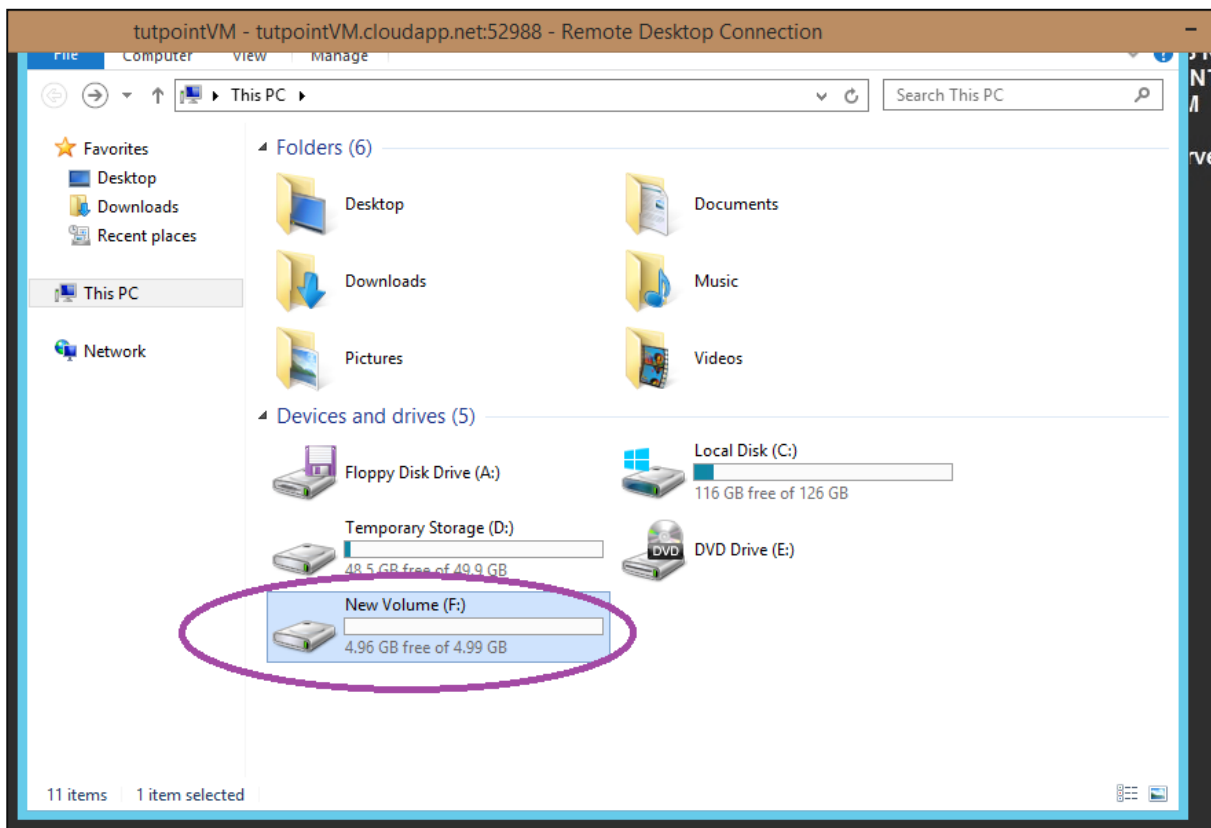 tutpointVM - tutpointVM.cloudapp.net:52988 - Remote Desktop Connection
File Computer View Manage
This PC
Search This PC
Favorites
Desktop
Downloads
Recent places
This PC
Network
Folders (6)
Desktop
Documents
Downloads
Music
Pictures
Videos
Devices and drives (5)
Floppy Disk Drive (A:)
Local Disk (C:)
116 GB free of 126 GB
Temporary Storage (D:)
48.5 GB free of 49.9 GB
DVD
DVD Drive (E:)
New Volume (F:)
4.96 GB free of 4.99 GB
11 items 1 item selected